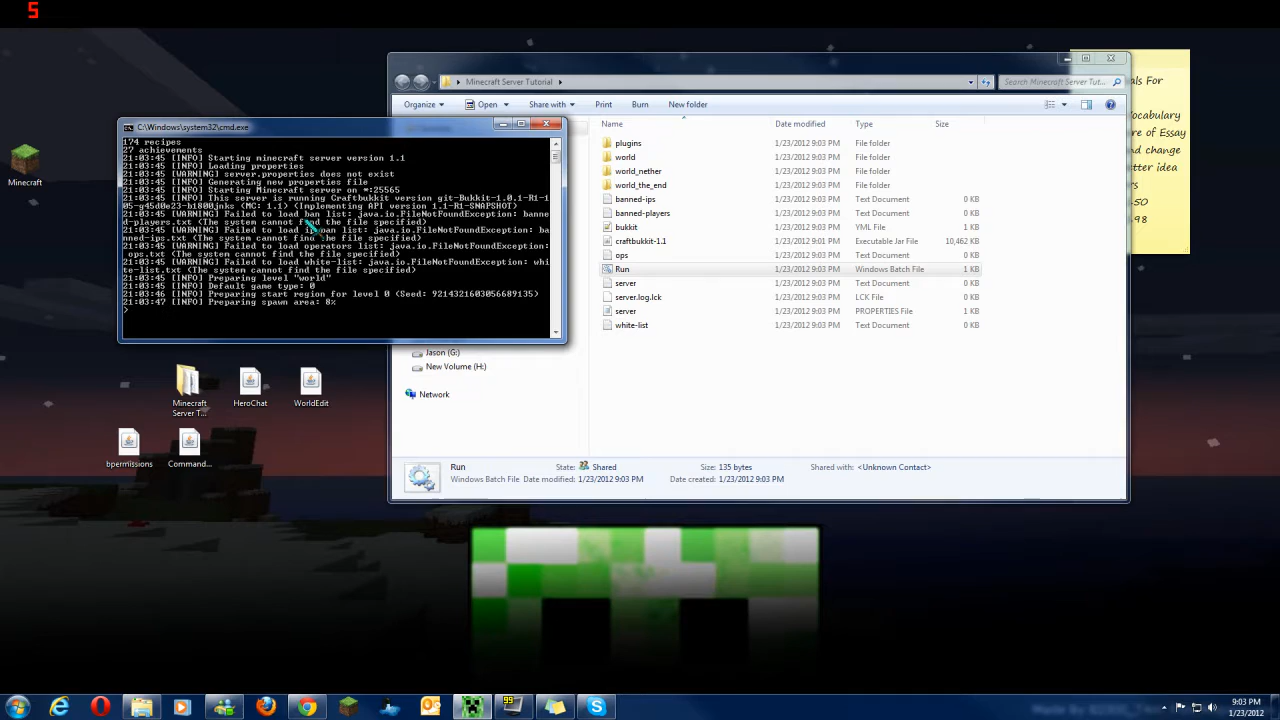 5
Minecraft
C:\Windows\system32\cmd.exe
174 recipes
27 achievements
21:03:45 [INFO] Starting minecraft server version 1.1
21:03:45 [INFO] Loading properties
21:03:45 [WARNING] server.properties does not exist
21:03:45 [INFO] Generating new properties file
21:03:45 [INFO] Starting Minecraft server on *:25565
21:03:45 [INFO] This server is running Craftbukkit version git-Bukkit-1.0.1-R1-1
05-g45d0e23-b1800jnks (MC: 1.1) (Implementing API version 1.1-R1-SNAPSHOT)
21:03:45 [WARNING] Failed to load ban list: java.io.FileNotFoundException: banne
d-players.txt (The system cannot find the file specified)
21:03:45 [WARNING] Failed to load ip ban list: java.io.FileNotFoundException: ba
nned-ips.txt (The system cannot find the file specified)
21:03:45 [WARNING] Failed to load operators list: java.io.FileNotFoundException:
ops.txt (The system cannot find the file specified)
21:03:45 [WARNING] Failed to load white-list: java.io.FileNotFoundException: whi
te-list.txt (The system cannot find the file specified)
21:03:45 [INFO] Preparing level "world"
21:03:45 [INFO] Default game type: 0
21:03:46 [INFO] Preparing start region for level 0 (Seed: 9214321603056689135)
21:03:47 [INFO] Preparing spawn area: 8%
>
Minecraft Server Tutorial
Search Minecraft Server Tut...
Organize Open Share with Print Burn New folder
Name Date modified Type Size
plugins 1/23/2012 9:03 PM File folder
world 1/23/2012 9:03 PM File folder
world_nether 1/23/2012 9:03 PM File folder
world_the_end 1/23/2012 9:03 PM File folder
banned-ips 1/23/2012 9:03 PM Text Document 0 KB
banned-players 1/23/2012 9:03 PM Text Document 0 KB
bukkit 1/23/2012 9:03 PM YML File 1 KB
craftbukkit-1.1 1/23/2012 9:03 PM Executable Jar File 10,462 KB
ops 1/23/2012 9:03 PM Text Document 0 KB
Run 1/23/2012 9:03 PM Windows Batch File 1 KB
server 1/23/2012 9:03 PM Text Document 0 KB
server.log.lck 1/23/2012 9:03 PM LCK File 0 KB
server 1/23/2012 9:03 PM PROPERTIES File 1 KB
white-list 1/23/2012 9:03 PM Text Document 0 KB
Jason (G:)
New Volume (H:)
Network
Run State: Shared Size: 135 bytes Shared with: <Unknown Contact>
Windows Batch File Date modified: 1/23/2012 9:03 PM Date created: 1/23/2012 9:03 PM
als For
Vocabulary
re of Essay
nd change
tter idea
rs
-50
-98
Minecraft Server T...
HeroChat
WorldEdit
bpermissions
Command...
99
9:03 PM
1/23/2012